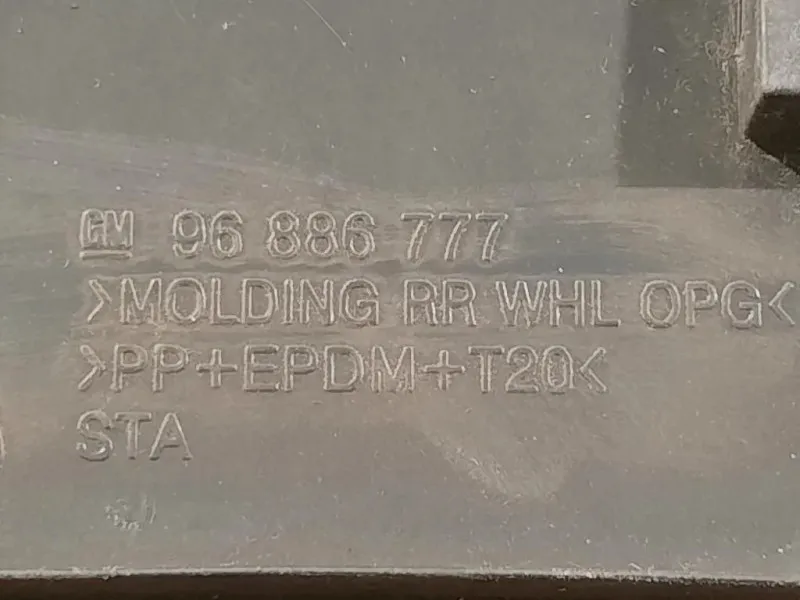 GM 96 886 777
>MOLDING RR WHL OPG<
>PP+EPDM+T20<
STA